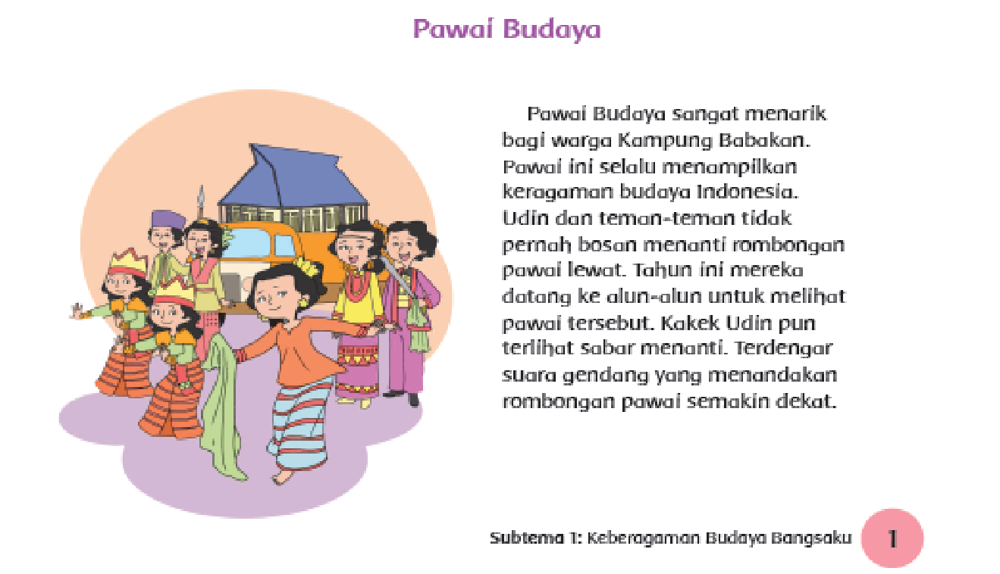 Pawai Budaya
Pawai Budaya sangat menarik
bagi warga Kampung Babakan.
Pawai ini selalu menampilkan
keragaman budaya Indonesia.
Udin dan teman-teman tidak
pernah bosan menanti rombongan
pawai lewat. Tahun ini mereka
datang ke alun-alun untuk melihat
pawai tersebut. Kakek Udin pun
terlihat sabar menanti. Terdengar
suara gendang yang menandakan
rombongan pawai semakin dekat.
Subtema 1: Keberagaman Budaya Bangsaku 1